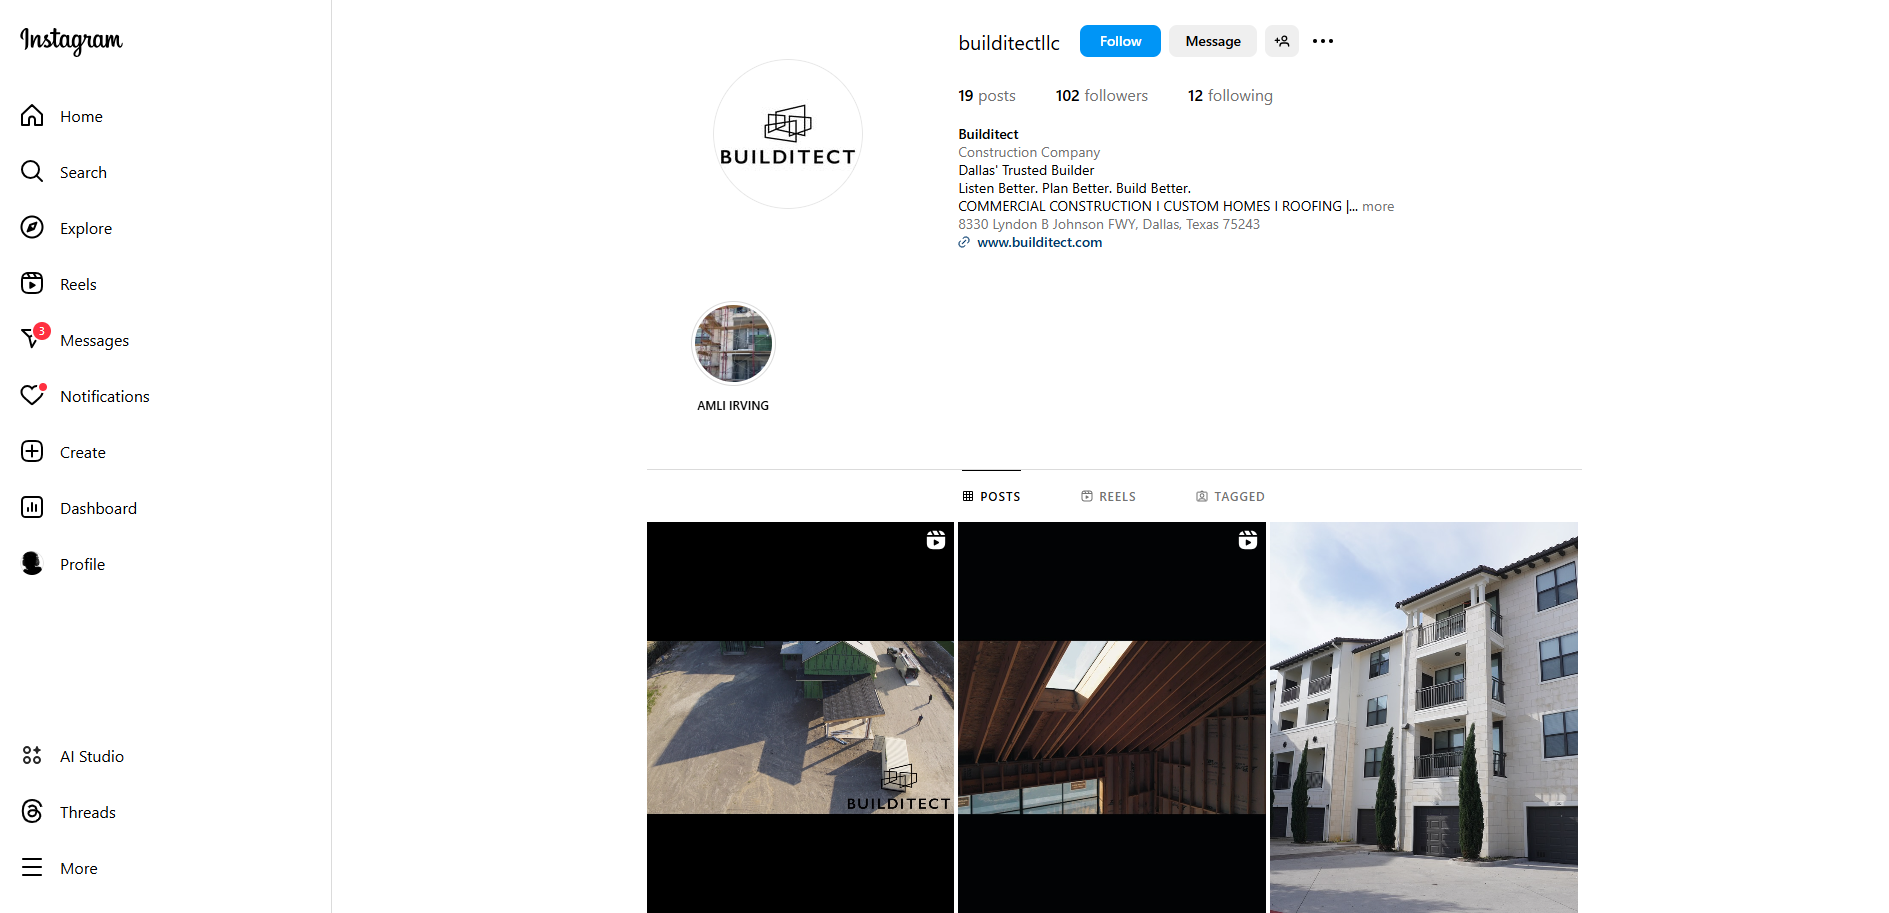 Instagram
Home
Search
Explore
Reels
3
Messages
Notifications
Create
Dashboard
Profile
AI Studio
Threads
More
BUILDITECT
builditectllc
Follow
Message
19 posts
102 followers
12 following
Builditect
Construction Company
Dallas' Trusted Builder
Listen Better. Plan Better. Build Better.
COMMERCIAL CONSTRUCTION I CUSTOM HOMES I ROOFING |... more
8330 Lyndon B Johnson FWY, Dallas, Texas 75243
www.builditect.com
AMLI IRVING
POSTS
REELS
TAGGED
BUILDITECT